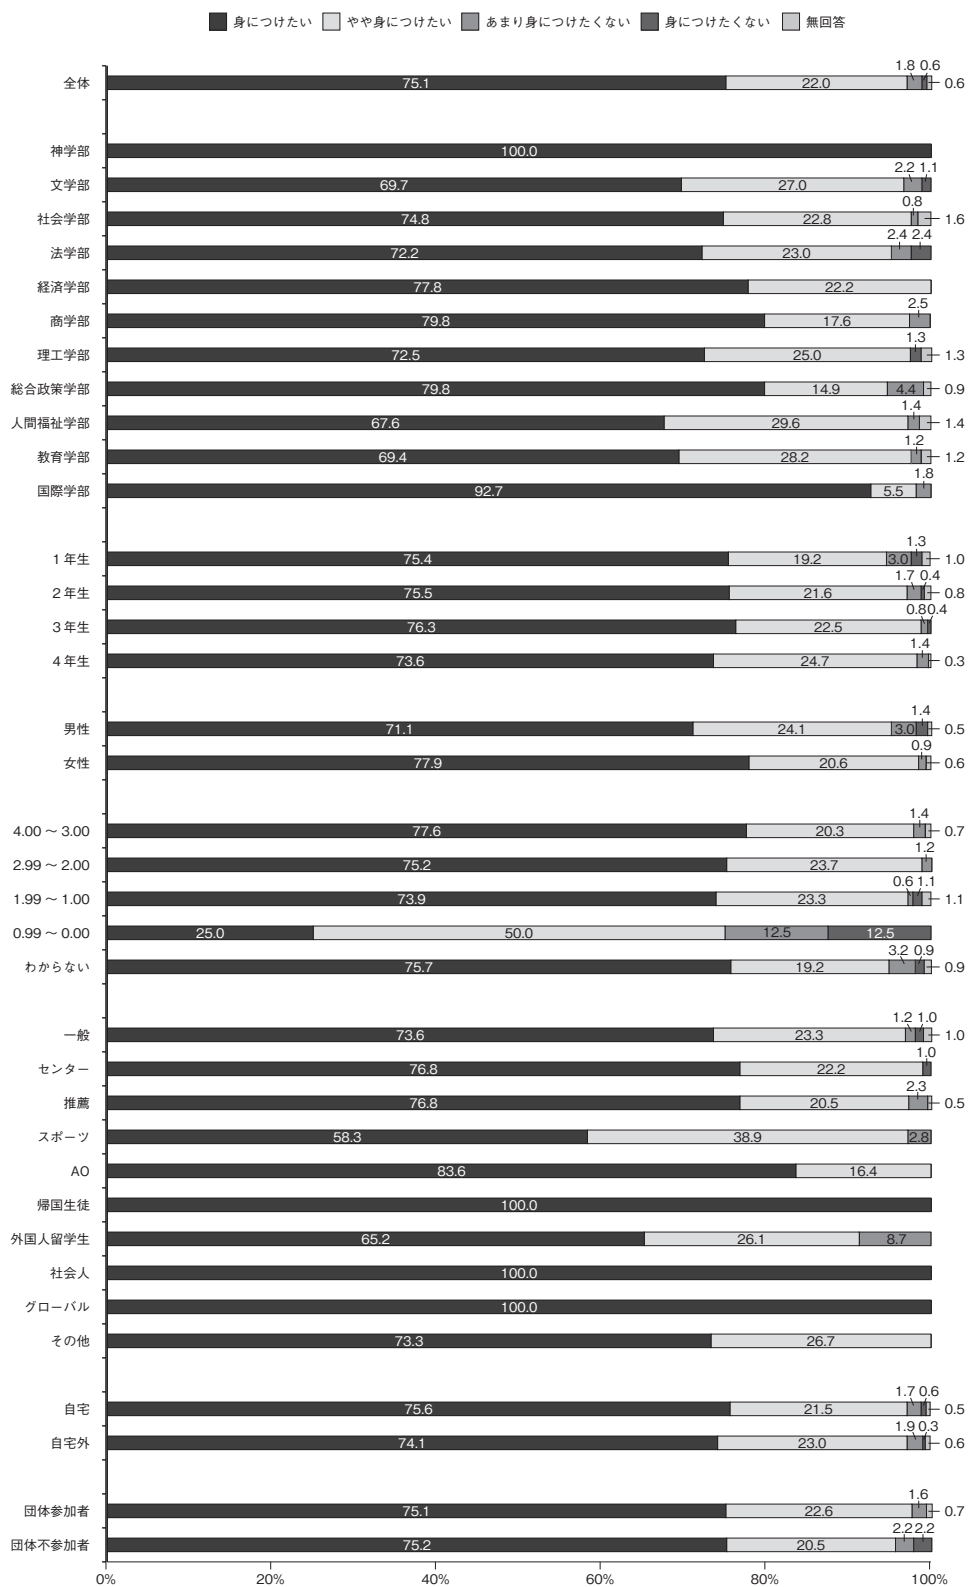 身につけたい やや身につけたい あまり身につけたくない 身につけたくない 無回答
1.8 0.6
全体 75.1 22.0 0.6
神学部 100.0
2.2 1.1
文学部 69.7 27.0
0.8
社会学部 74.8 22.8 1.6
2.4 2.4
法学部 72.2 23.0
経済学部 77.8 22.2
2.5
商学部 79.8 17.6
1.3
理工学部 72.5 25.0 1.3
総合政策学部 79.8 14.9 4.4 0.9
1.4
人間福祉学部 67.6 29.6 1.4
1.2
教育学部 69.4 28.2 1.2
1.8
国際学部 92.7 5.5
1.3
1年生 75.4 19.2 3.0 1.0
1.7 0.4
2年生 75.5 21.6 0.8
0.8 0.4
3年生 76.3 22.5
1.4
4年生 73.6 24.7 0.3
1.4
男性 71.1 24.1 3.0 0.5
0.9
女性 77.9 20.6 0.6
1.4
4.00 ～ 3.00 77.6 20.3 0.7
1.2
2.99 ～ 2.00 75.2 23.7
0.6 1.1
1.99 ～ 1.00 73.9 23.3 1.1
0.99 ～ 0.00 25.0 50.0 12.5 12.5
3.2 0.9
わからない 75.7 19.2 0.9
1.2 1.0
一般 73.6 23.3 1.0
1.0
センター 76.8 22.2
2.3
推薦 76.8 20.5 0.5
スポーツ 58.3 38.9 2.8
AO 83.6 16.4
帰国生徒 100.0
外国人留学生 65.2 26.1 8.7
社会人 100.0
グローバル 100.0
その他 73.3 26.7
1.7 0.6
自宅 75.6 21.5 0.5
1.9 0.3
自宅外 74.1 23.0 0.6
1.6
団体参加者 75.1 22.6 0.7
2.2 2.2
団体不参加者 75.2 20.5
0% 20% 40% 60% 80% 100%